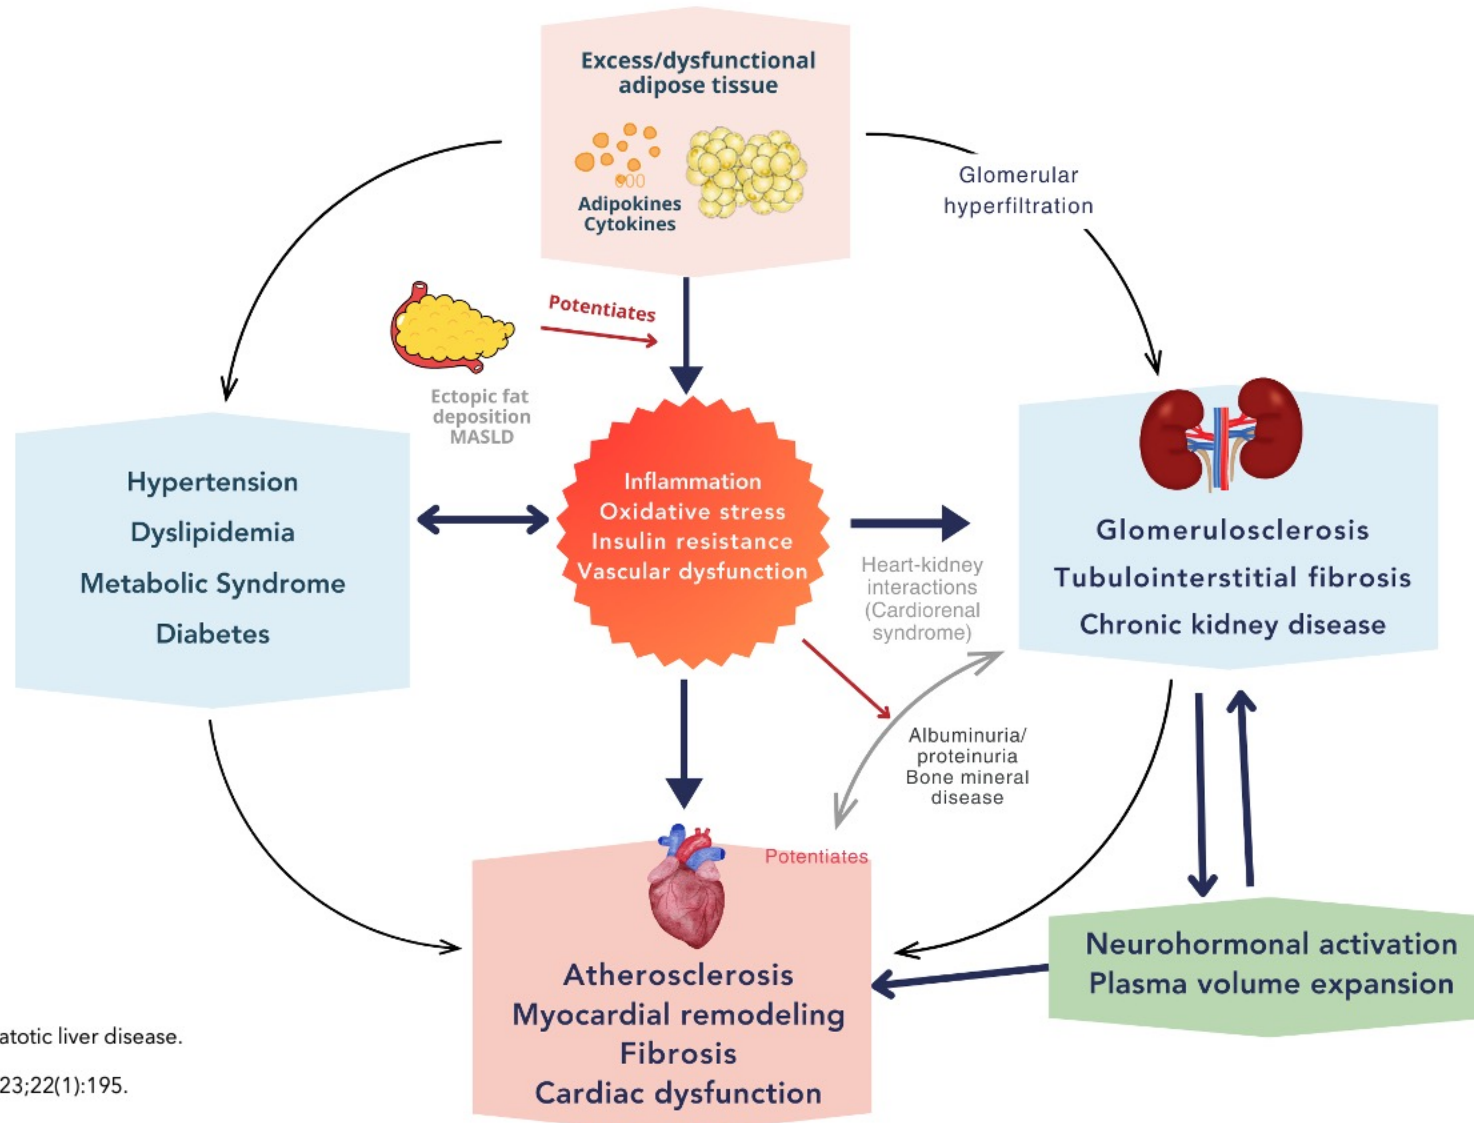 Excess/dysfunctional
adipose tissue
Adipokines
Cytokines
Glomerular
hyperfiltration
Potentiates
Ectopic fat
deposition
MASLD
Hypertension
Dyslipidemia
Metabolic Syndrome
Diabetes
Inflammation
Oxidative stress
Insulin resistance
Vascular dysfunction
Heart-kidney
interactions
(Cardiorenal
syndrome)
Glomerulosclerosis
Tubulointerstitial fibrosis
Chronic kidney disease
Albuminuria/
proteinuria
Bone mineral
disease
Potentiates
Atherosclerosis
Myocardial remodeling
Fibrosis
Cardiac dysfunction
Neurohormonal activation
Plasma volume expansion
atotic liver disease.
23;22(1):195.